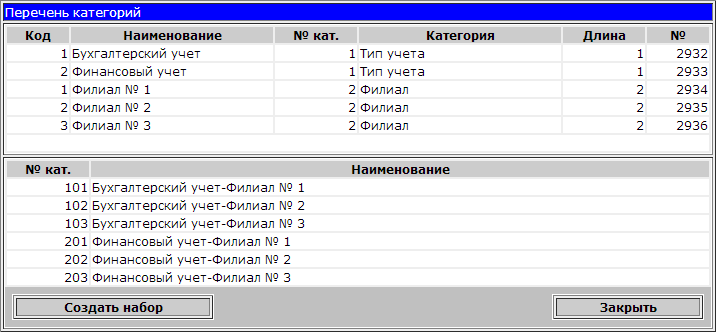 Перечень категорий
Код Наименование № кат. Категория Длина №
1 Бухгалтерский учет 1 Тип учета 1 2932
2 Финансовый учет 1 Тип учета 1 2933
1 Филиал № 1 2 Филиал 2 2934
2 Филиал № 2 2 Филиал 2 2935
3 Филиал № 3 2 Филиал 2 2936
№ кат. Наименование
101 Бухгалтерский учет-Филиал № 1
102 Бухгалтерский учет-Филиал № 2
103 Бухгалтерский учет-Филиал № 3
201 Финансовый учет-Филиал № 1
202 Финансовый учет-Филиал № 2
203 Финансовый учет-Филиал № 3
Создать набор Закрыть